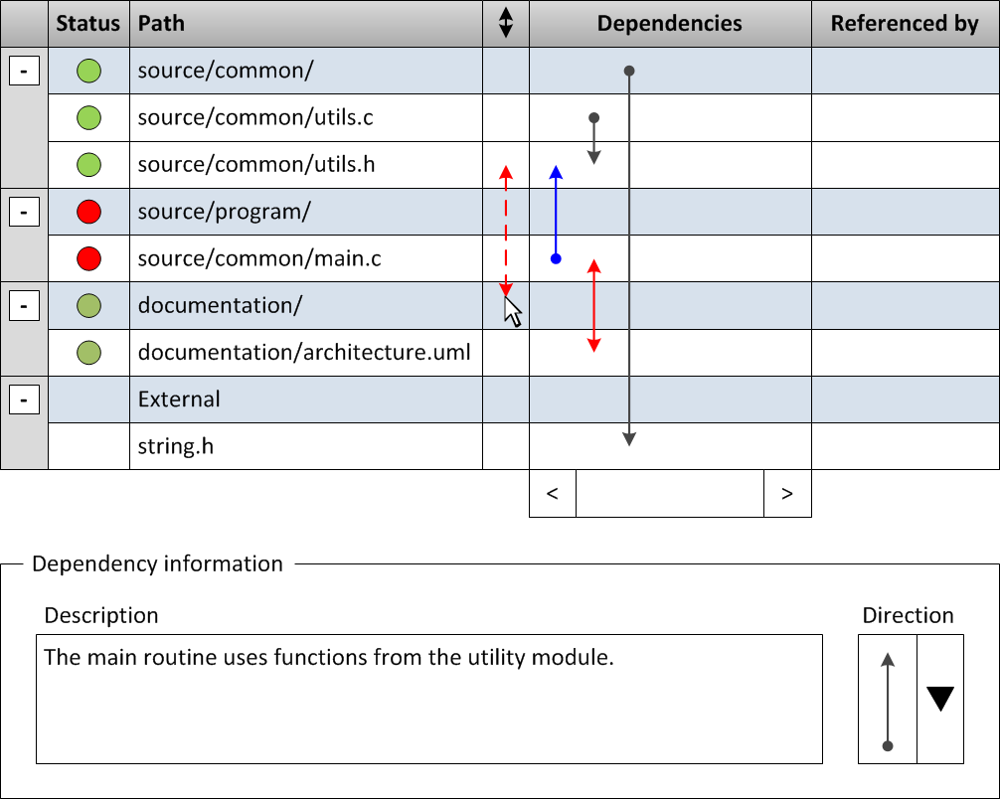 Status Path Dependencies Referenced by
- source/common/
source/common/utils.c
source/common/utils.h
- source/program/
source/common/main.c
- documentation/
documentation/architecture.uml
- External
string.h
< >
Dependency information
Description Direction
The main routine uses functions from the utility module.